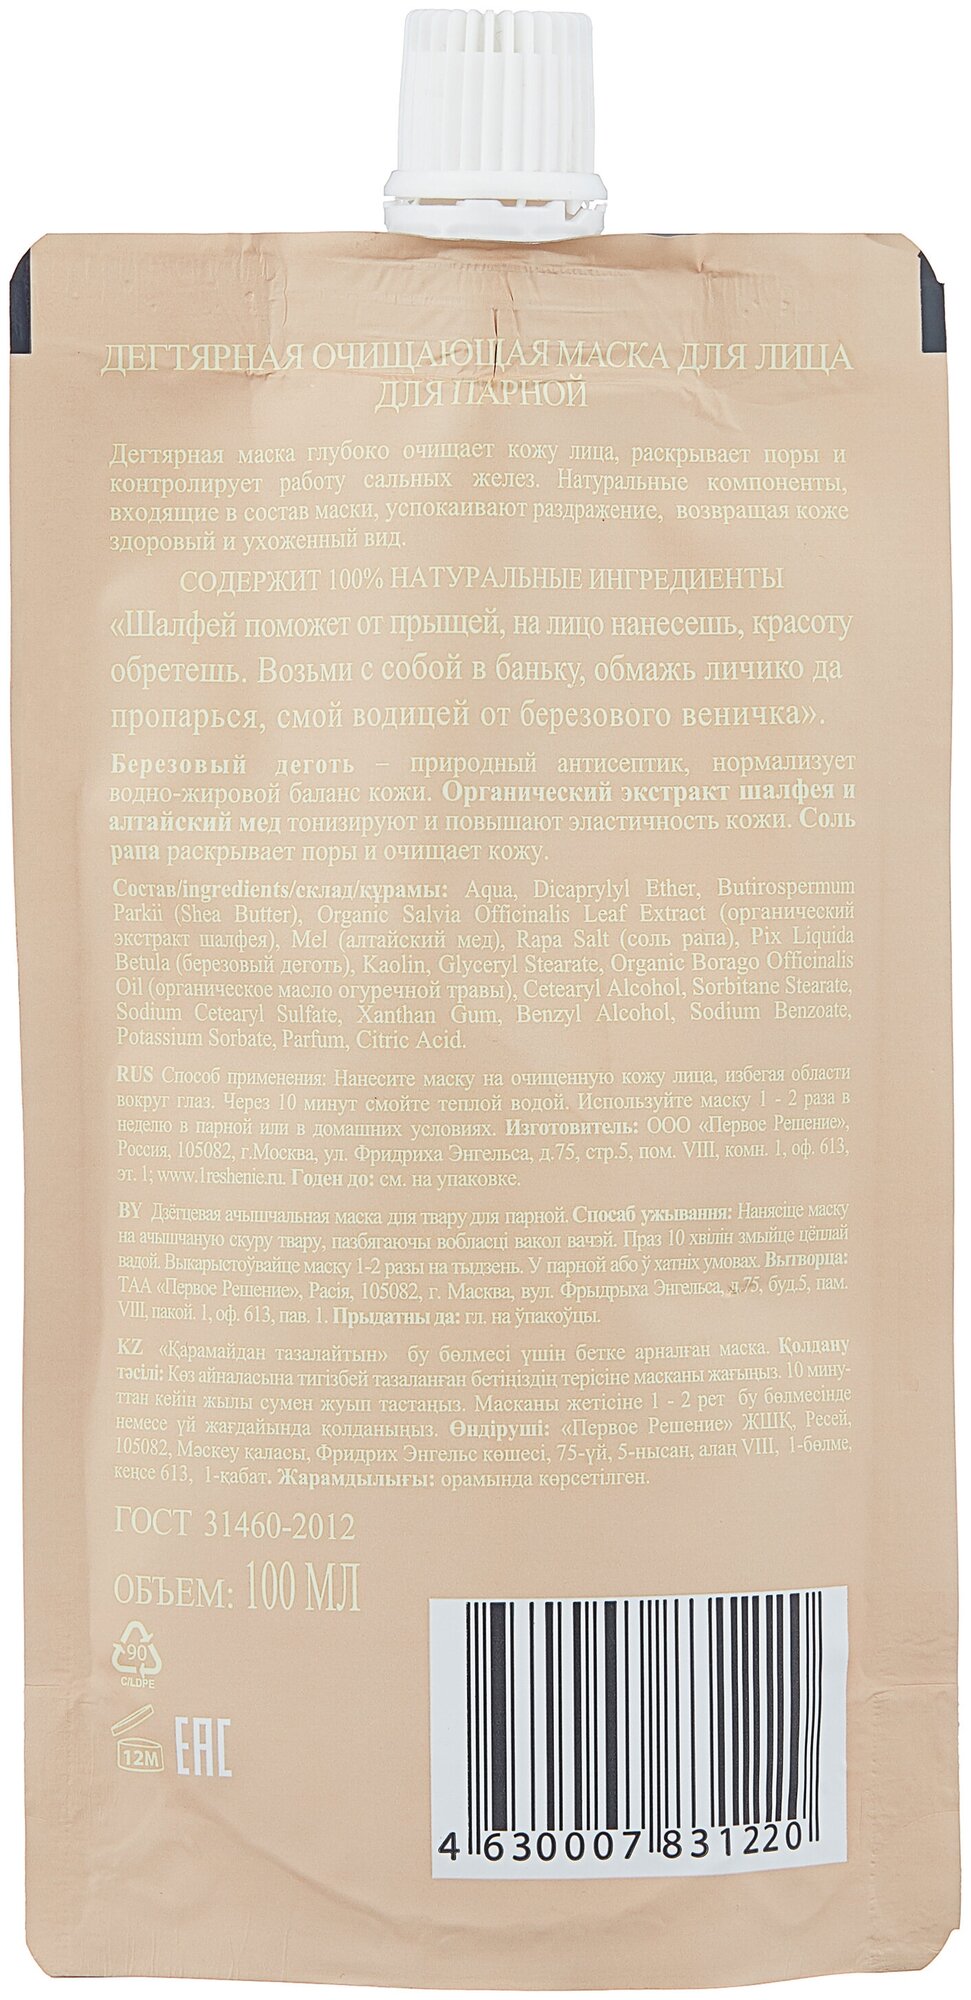 ДЕГТЯРНАЯ ОЧИЩАЮЩАЯ МАСКА ДЛЯ ЛИЦА
ДЛЯ ПАРНОЙ
Дегтярная маска глубоко очищает кожу лица, раскрывает поры и
контролирует работу сальных желез. Натуральные компоненты,
входящие в состав маски, успокаивают раздражение, возвращая коже
здоровый и ухоженный вид.
СОДЕРЖИТ 100% НАТУРАЛЬНЫЕ ИНГРЕДИЕНТЫ
«Шалфей поможет от прыщей, на лицо нанесешь, красоту
обретешь. Возьми с собой в баньку, обмажь личико да
пропарься, смой водицей от березового веничка».
Березовый деготь – природный антисептик, нормализует
водно-жировой баланс кожи. Органический экстракт шалфея и
алтайский мед тонизируют и повышают эластичность кожи. Соль
рапа раскрывает поры и очищает кожу.
Состав/ingredients/склад/құрамы: Aqua, Dicaprylyl Ether, Butirospermum
Parkii (Shea Butter), Organic Salvia Officinalis Leaf Extract (органический
экстракт шалфея), Mel (алтайский мед), Rapa Salt (соль рапа), Pix Liquida
Betula (березовый деготь), Kaolin, Glyceryl Stearate, Organic Borago Officinalis
Oil (органическое масло огуречной травы), Cetearyl Alcohol, Sorbitane Stearate,
Sodium Cetearyl Sulfate, Xanthan Gum, Benzyl Alcohol, Sodium Benzoate,
Potassium Sorbate, Parfum, Citric Acid.
RUS Способ применения: Нанесите маску на очищенную кожу лица, избегая области
вокруг глаз. Через 10 минут смойте теплой водой. Используйте маску 1 - 2 раза в
неделю в парной или в домашних условиях. Изготовитель: ООО «Первое Решение»,
Россия, 105082, г.Москва, ул. Фридриха Энгельса, д.75, стр.5, пом. VIII, комн. 1, оф. 613,
эт. 1; www.1reshenie.ru. Годен до: см. на упаковке.
BY Дзёгцевая ачышчальная маска для твару для парной. Спосаб ужывання: Нанясіце маску
на ачышчаную скуру твару, пазбягаючы вобласці вакол вачэй. Праз 10 хвілін змыйце цёплай
вадой. Выкарыстоўвайце маску 1-2 разы на тыдзень. У парной або ў хатніх умовах. Вытворца:
ТАА «Первое Решение», Расія, 105082, г. Масква, вул. Фрыдрыха Энгельса, д.75, буд.5, пам.
VIII, пакой. 1, оф. 613, пав. 1. Прыдатны да: гл. на ўпакоўцы.
KZ «Қарамайдан тазалайтын» бу бөлмесі үшін бетке арналған маска. Қолдану
тәсілі: Көз айналасына тигізбей тазаланған бетіңіздің терісіне масканы жағыңыз. 10 мину-
ттан кейін жылы сумен жуып тастаңыз. Масканы жетісіне 1 - 2 рет бу бөлмесінде
немесе үй жағдайында қолданыңыз. Өндіруші: «Первое Решение» ЖШҚ, Ресей,
105082, Мәскеу қаласы, Фридрих Энгельс көшесі, 75-үй, 5-нысан, алаң VIII, 1-бөлме,
кеңсе 613, 1-қабат. Жарамдылығы: орамында көрсетілген.
ГОСТ 31460-2012
ОБЪЕМ: 100 МЛ
90
C/LDPE
12М
EAC
4 630007 831220